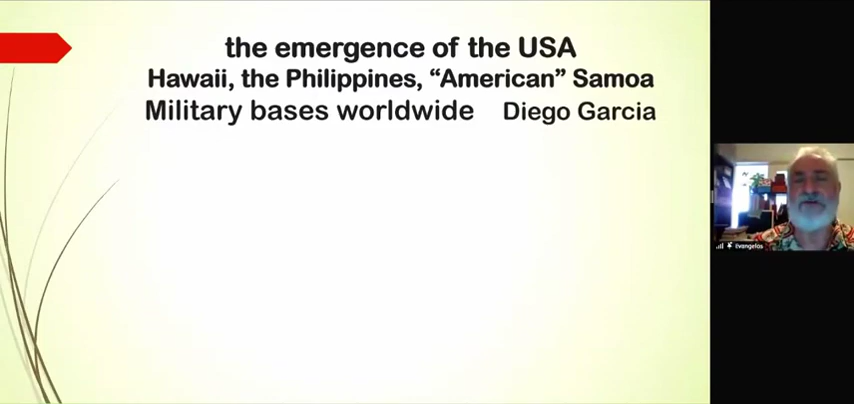 the emergence of the USA
Hawaii, the Philippines, “American” Samoa
Military bases worldwide Diego Garcia
Evangelos